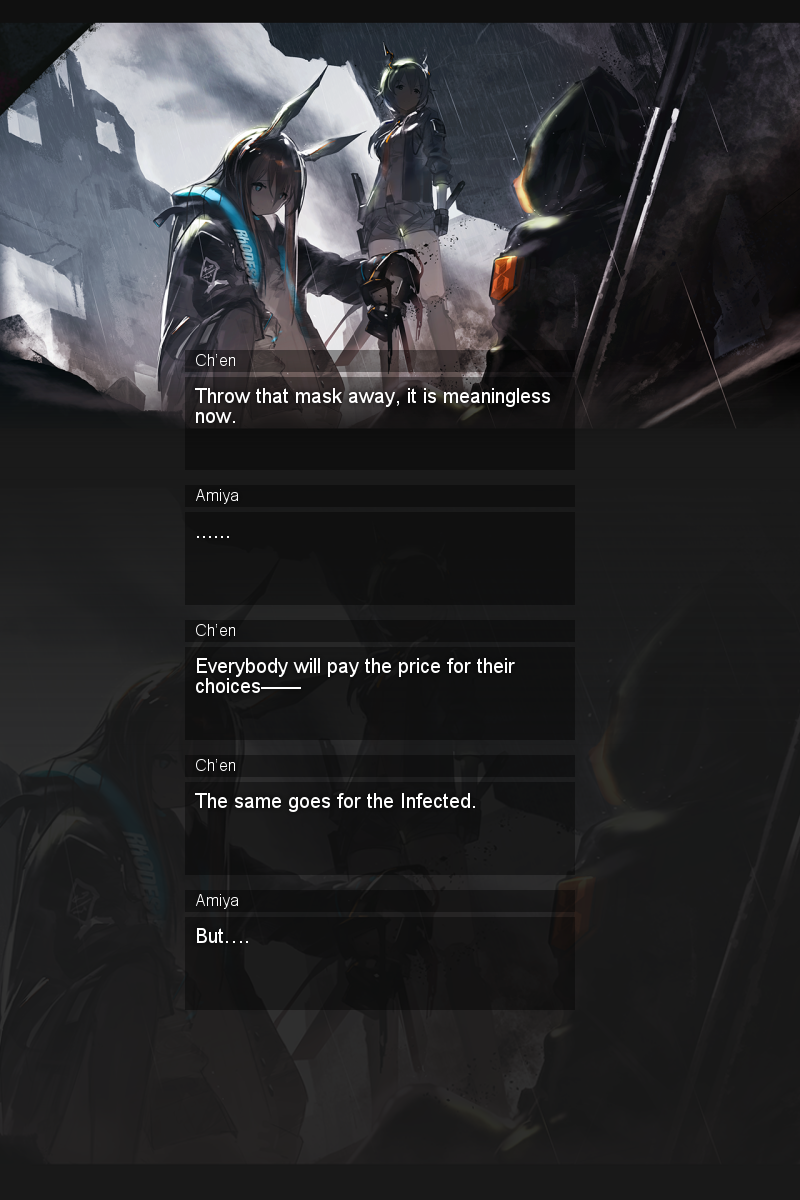 RHODES
Ch'en
Throw that mask away, it is meaningless
now.
Amiya
......
Ch'en
Everybody will pay the price for their
choices——
Ch'en
The same goes for the Infected.
Amiya
But....